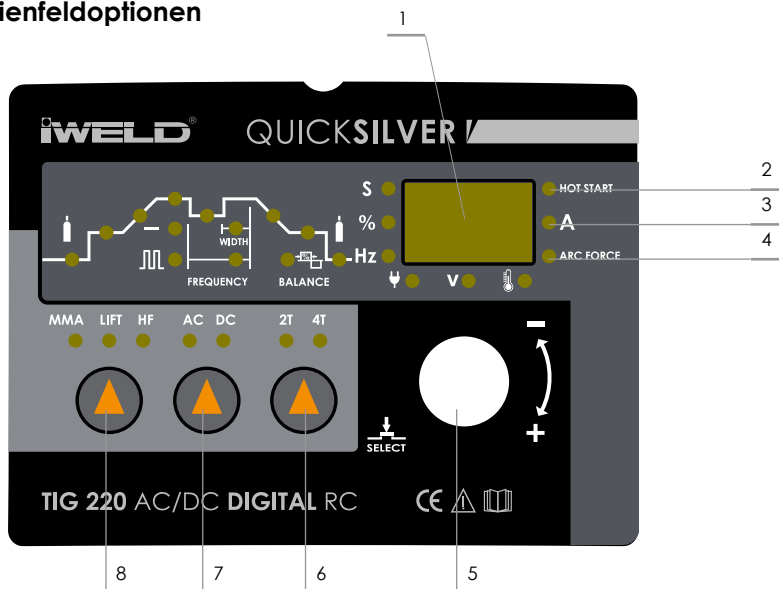 ienfeldoptionen
1
iWELD® QUICKSILVER
S HOT START 2
% A 3
Hz ARC FORCE 4
WIDTH
FREQUENCY BALANCE
V
MMA LIFT HF AC DC 2T 4T
-
+
SELECT
TIG 220 AC/DC DIGITAL RC CE
8 7 6 5